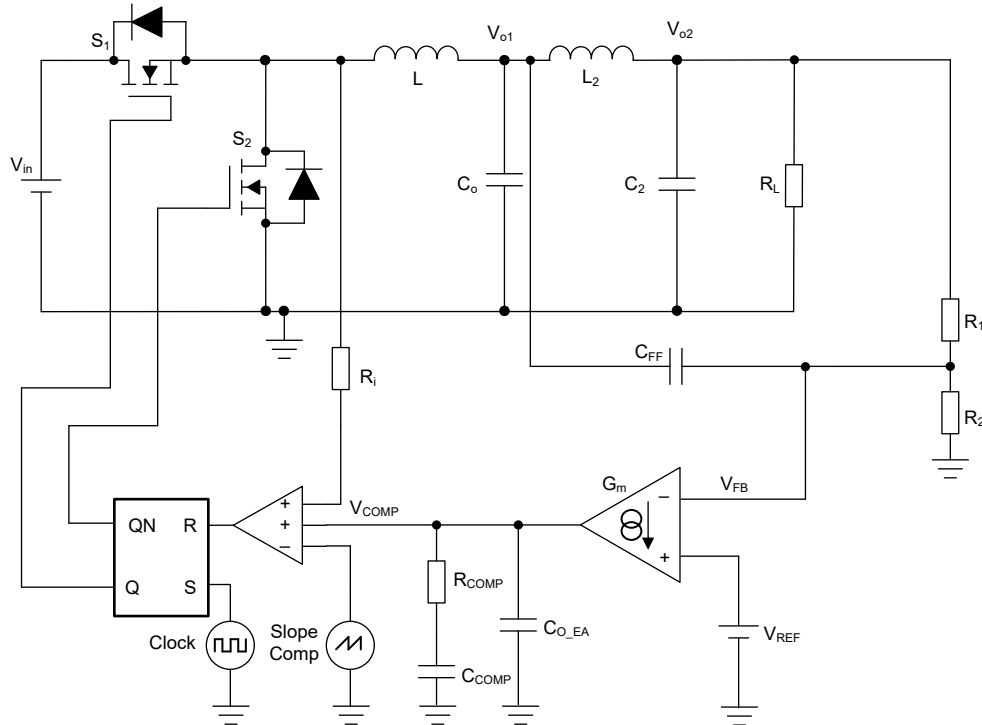 S1
Vo1
Vo2
L
L2
S2
Vin
Co
C2
RL
R1
CFF
Ri
R2
Gm
VFB
−
+
VCOMP
+
+
−
QN
R
Q
S
RCOMP
CO_EA
VREF
Clock
Slope
Comp
CCOMP